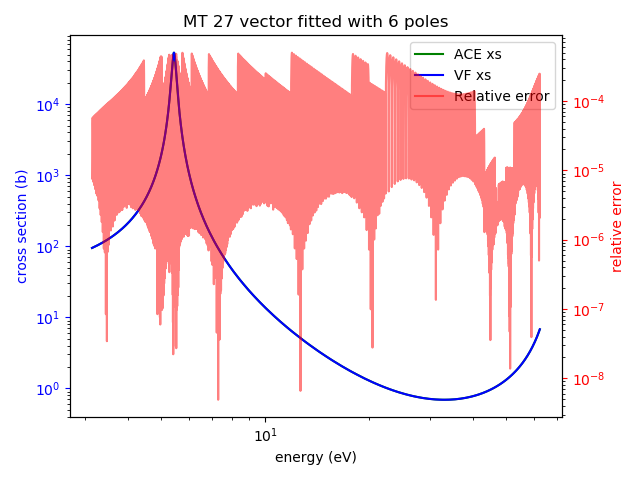 MT 27 vector fitted with 6 poles
ACE xs
VF xs
Relative error
cross section (b)
10^4
10^3
10^2
10^1
10^0
10^-4
10^-5
10^-6
10^-7
10^-8
relative error
10^1
energy (eV)